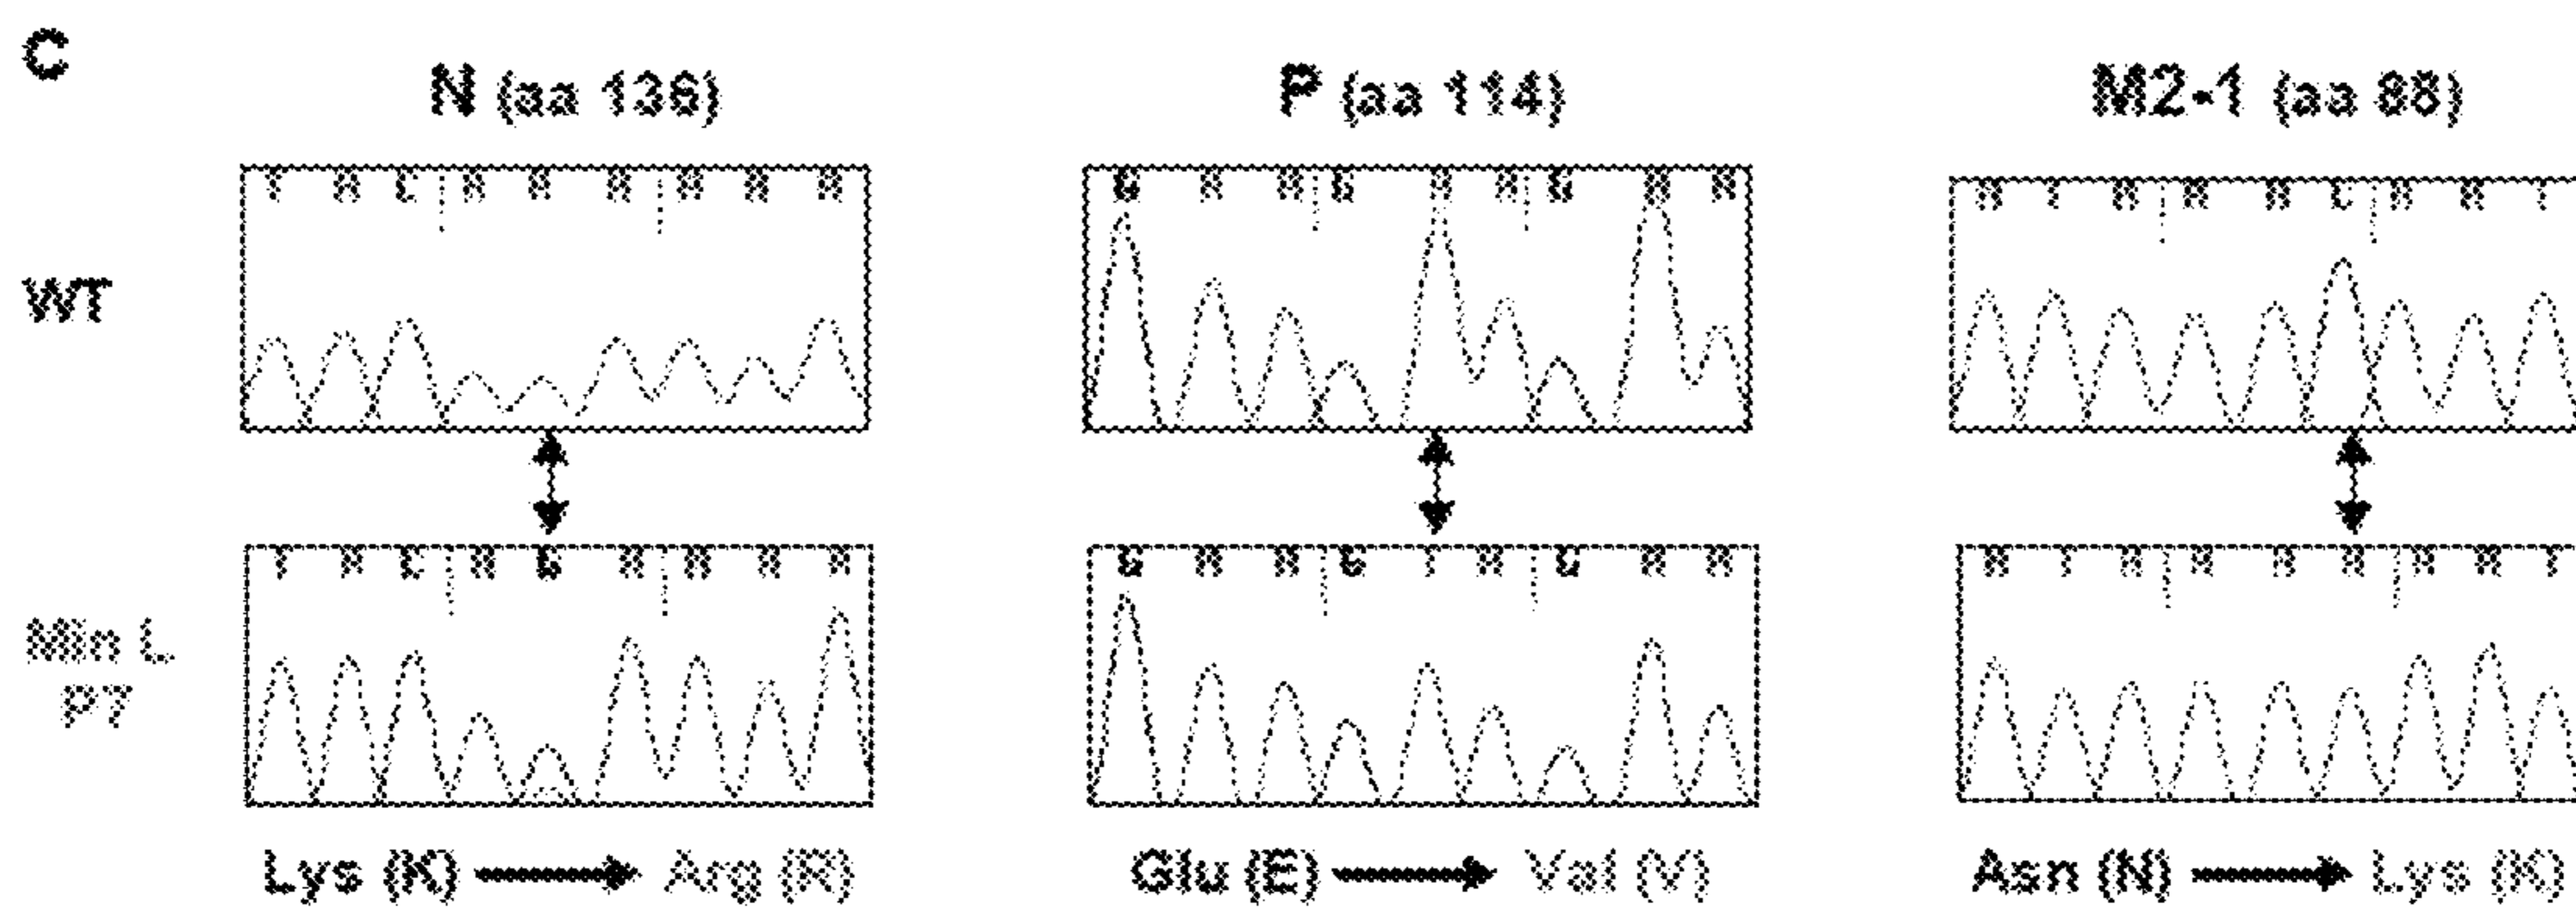 C
N (aa 136)
P (aa 114)
M2-1 (aa 88)
WT
T A C A A A A A A
G A A G A A G A A
A T A A A C A A T
Min L
P7
T A C A G A A A A
G A A G T A G A A
A T A A A A A A T
Lys (K) Arg (R)
Glu (E) Val (V)
Asn (N) Lys (K)